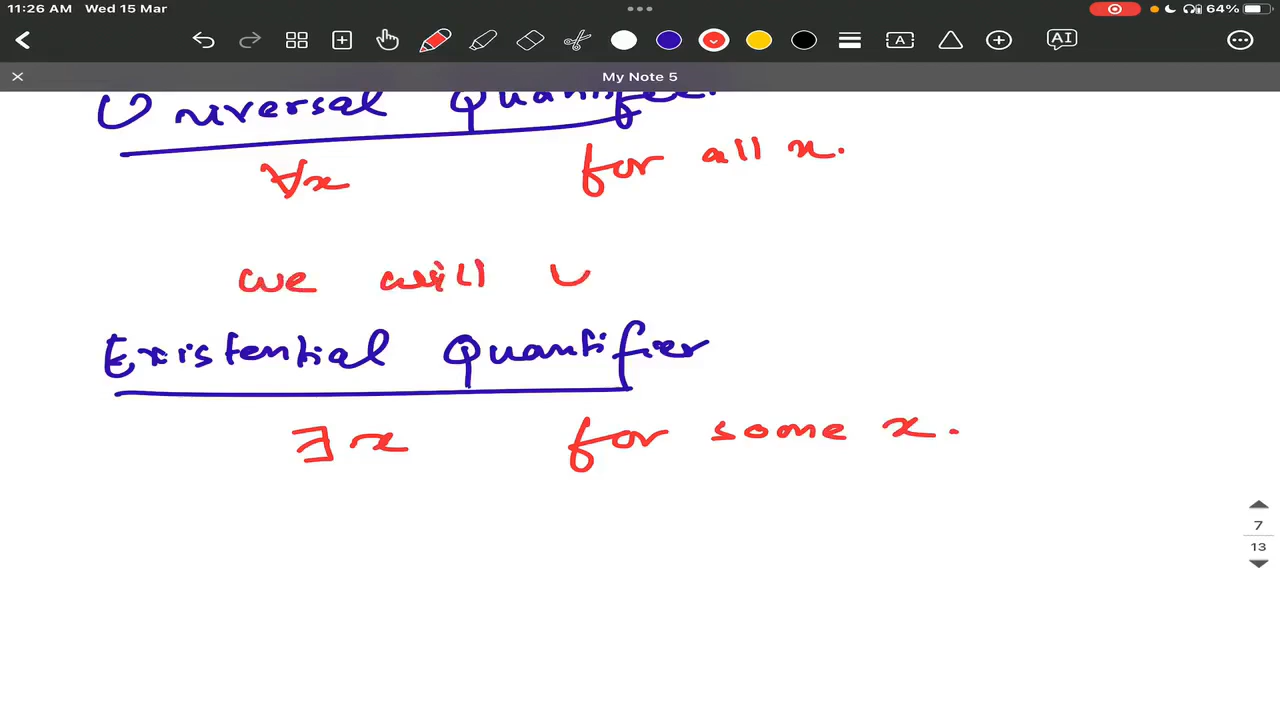 11:26 AM Wed 15 Mar 64%
AI
My Note 5
Universal Quantifier
∀x for all x.
we will u
Existential Quantifier
∃x for some x.
7
13